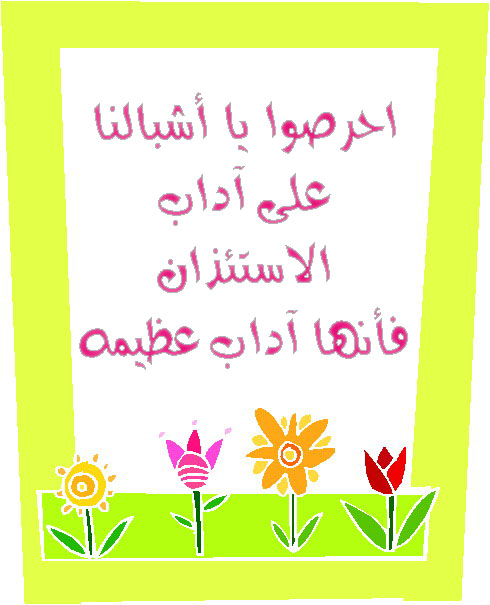 احرصوا يا أشبالنا
على آداب
الاستئذان
فأنها آداب عظيمه